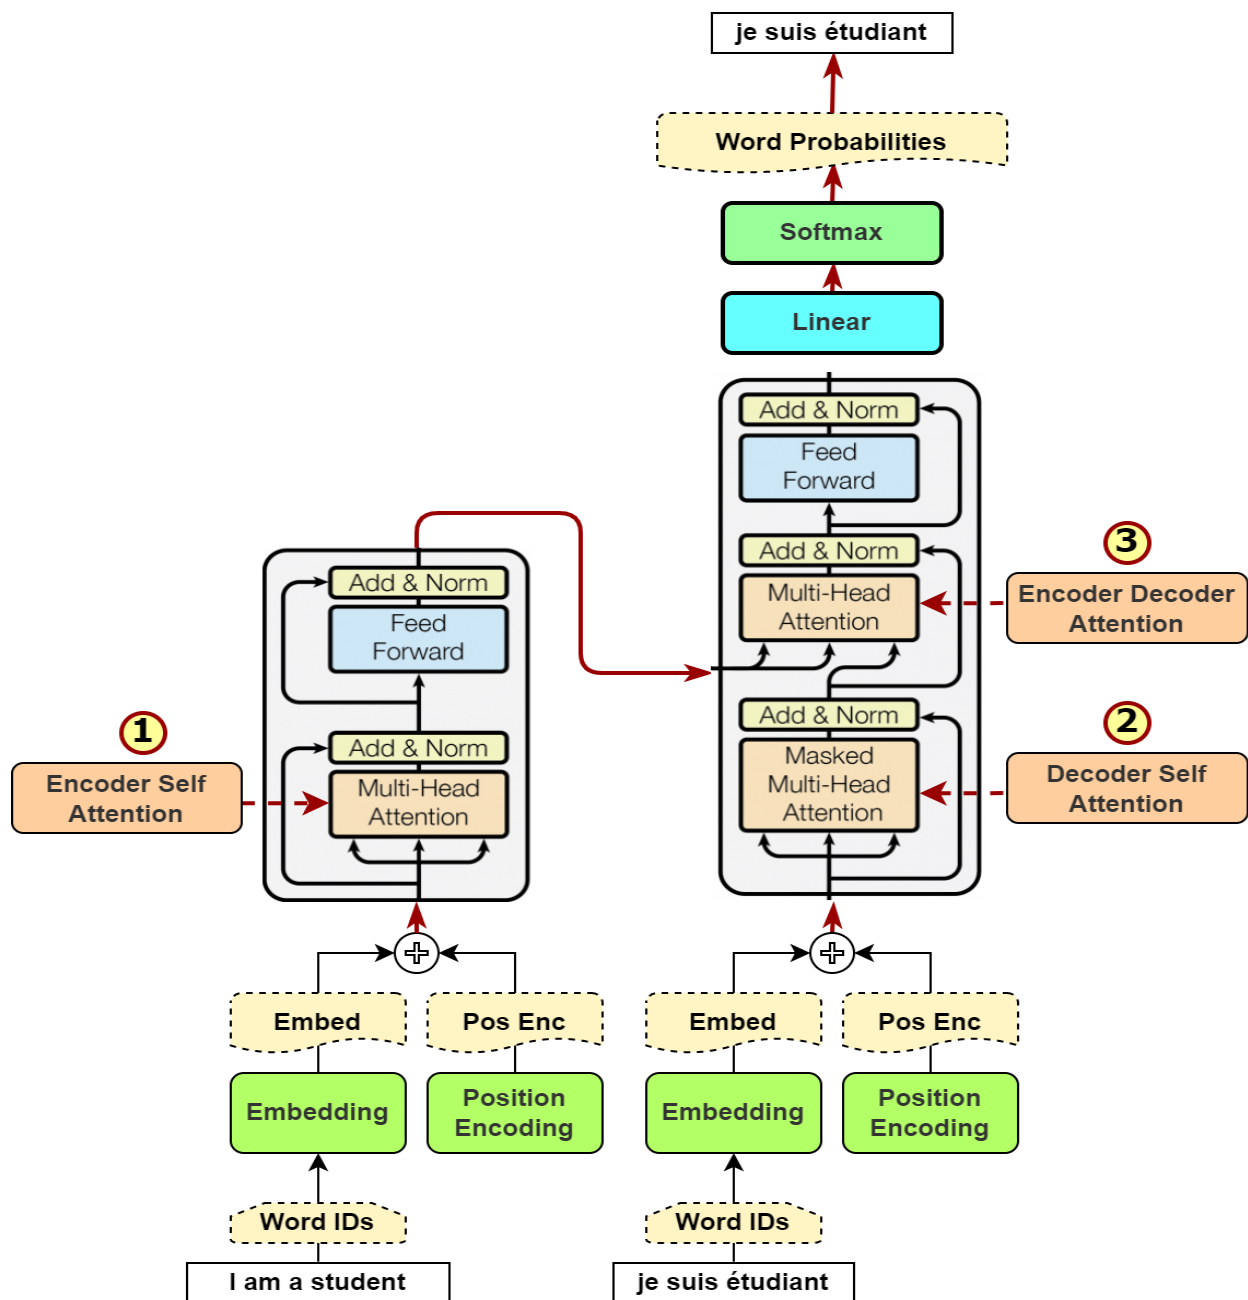 je suis étudiant
Word Probabilities
Softmax
Linear
Add & Norm
Feed
Forward
Add & Norm
Multi-Head
Attention
3
Encoder Decoder
Attention
Add & Norm
Masked
Multi-Head
Attention
2
Decoder Self
Attention
Add & Norm
Feed
Forward
Add & Norm
Multi-Head
Attention
1
Encoder Self
Attention
Embed
Pos Enc
Embedding
Position
Encoding
Word IDs
I am a student
Embed
Pos Enc
Embedding
Position
Encoding
Word IDs
je suis étudiant